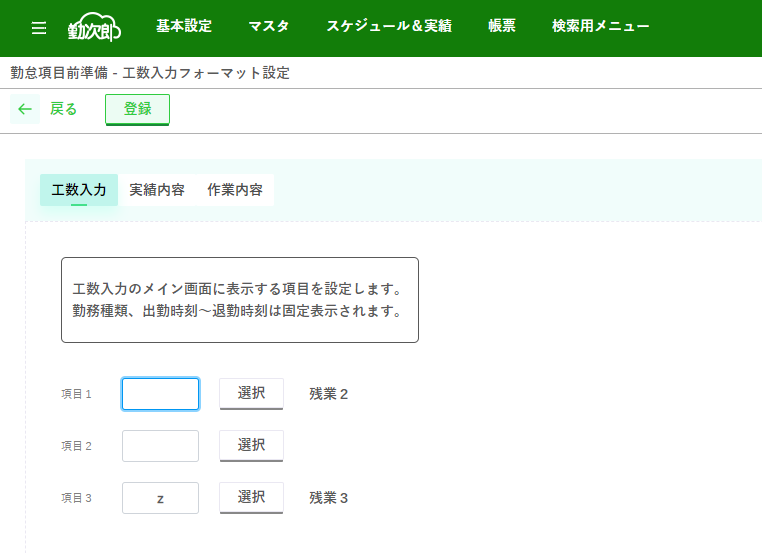 勤次郎 基本設定 マスタ スケジュール＆実績 帳票 検索用メニュー
勤怠項目前準備 - 工数入力フォーマット設定
戻る 登録
工数入力 実績内容 作業内容
工数入力のメイン画面に表示する項目を設定します。
勤務種類、出勤時刻～退勤時刻は固定表示されます。
項目1 選択 残業2
項目2 選択
項目3 z 選択 残業3